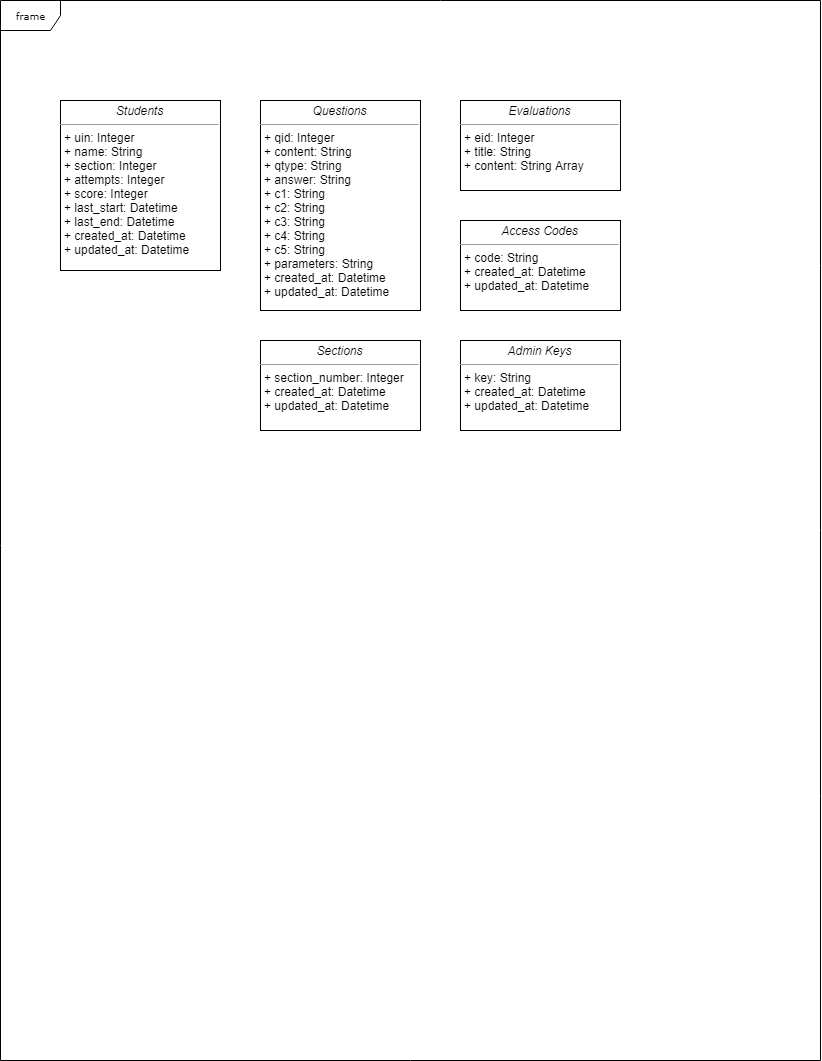 frame
Students
+ uin: Integer
+ name: String
+ section: Integer
+ attempts: Integer
+ score: Integer
+ last_start: Datetime
+ last_end: Datetime
+ created_at: Datetime
+ updated_at: Datetime
Questions
+ qid: Integer
+ content: String
+ qtype: String
+ answer: String
+ c1: String
+ c2: String
+ c3: String
+ c4: String
+ c5: String
+ parameters: String
+ created_at: Datetime
+ updated_at: Datetime
Evaluations
+ eid: Integer
+ title: String
+ content: String Array
Access Codes
+ code: String
+ created_at: Datetime
+ updated_at: Datetime
Sections
+ section_number: Integer
+ created_at: Datetime
+ updated_at: Datetime
Admin Keys
+ key: String
+ created_at: Datetime
+ updated_at: Datetime